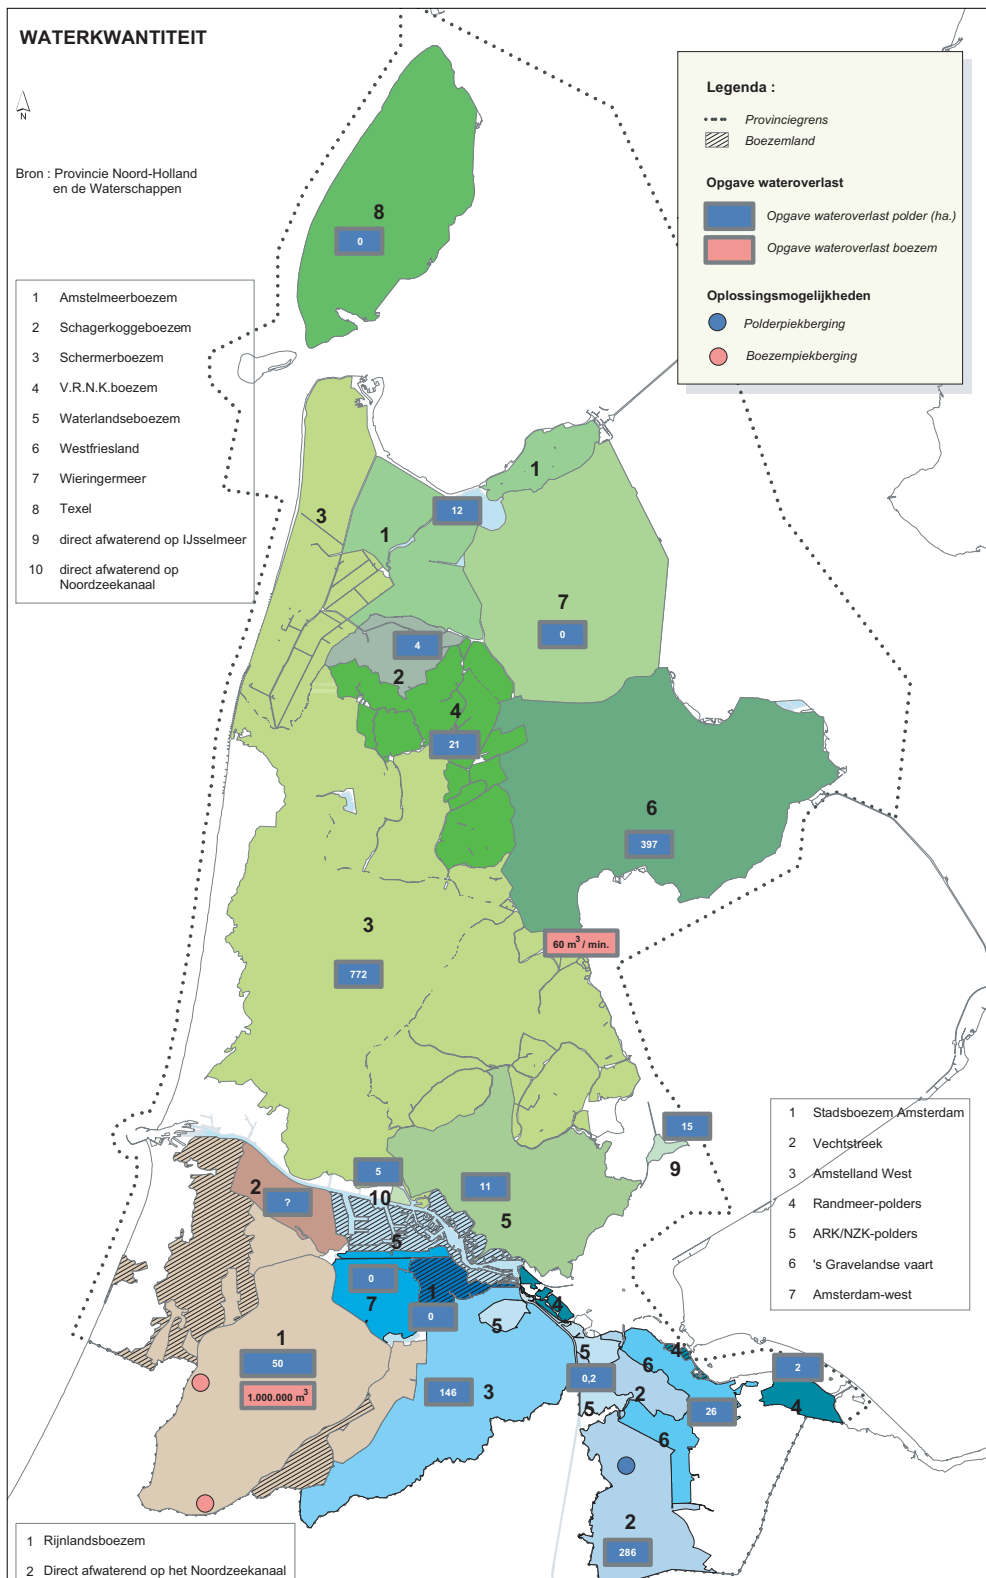 WATERKWANTITEIT
N
Bron : Provincie Noord-Holland
en de Waterschappen
Legenda :
Provinciegrens
Boezemland
Opgave wateroverlast
Opgave wateroverlast polder (ha.)
Opgave wateroverlast boezem
Oplossingsmogelijkheden
Polderpiekberging
Boezempiekberging
1 Amstelmeerboezem
2 Schagerkoggeboezem
3 Schermerboezem
4 V.R.N.K.boezem
5 Waterlandseboezem
6 Westfriesland
7 Wieringermeer
8 Texel
9 direct afwaterend op IJsselmeer
10 direct afwaterend op
Noordzeekanaal
8
0
1
3
12
1
7
0
4
2
4
21
6
397
3
60 m³ / min.
772
15
9
5
10
11
5
2
?
5
0
7
1
0
1
50
1.000.000 m³
146
3
5
4
5
0,2
5
6
2
4
26
6
2
4
2
286
1 Stadsboezem Amsterdam
2 Vechtstreek
3 Amstelland West
4 Randmeer-polders
5 ARK/NZK-polders
6 's Gravelandse vaart
7 Amsterdam-west
1 Rijnlandsboezem
2 Direct afwaterend op het Noordzeekanaal